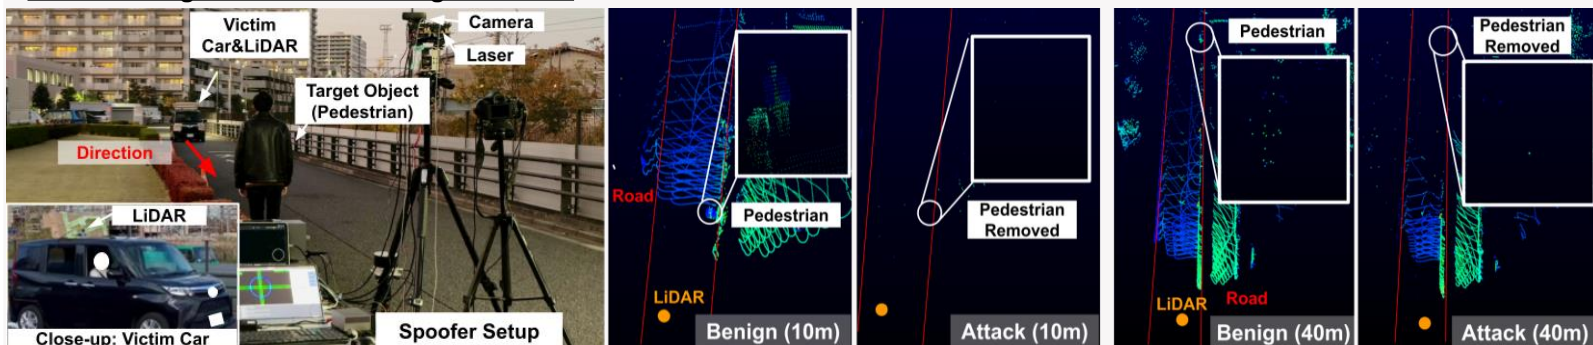 Victim
Car&LiDAR
Camera
Laser
Target Object
(Pedestrian)
Direction
LiDAR
Close-up: Victim Car
Spoofer Setup
Road
Pedestrian
LiDAR
Benign (10m)
Pedestrian
Removed
Attack (10m)
Pedestrian
LiDAR
Road
Benign (40m)
Pedestrian
Removed
Attack (40m)